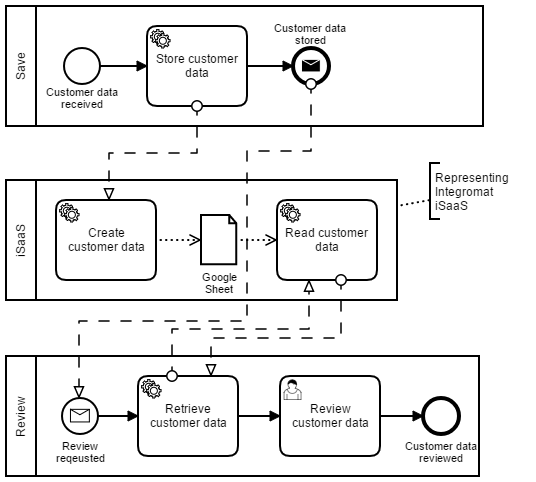 Save
Customer data
received
Store customer
data
Customer data
stored
iSaaS
Create
customer data
Google
Sheet
Read customer
data
Representing
Integromat
iSaaS
Review
Review
reqeusted
Retrieve
customer data
Review
customer data
Customer data
reviewed